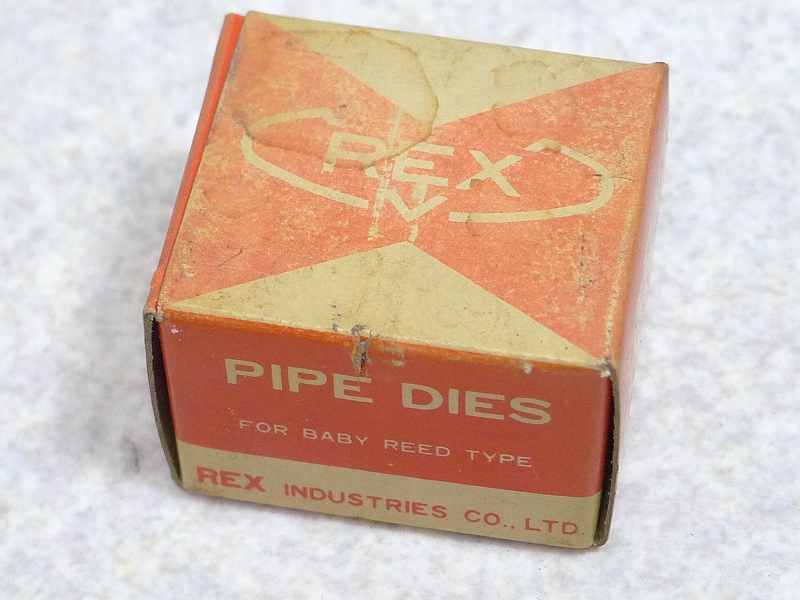 REX
N
PIPE DIES
FOR BABY REED TYPE
REX INDUSTRIES CO., LTD.